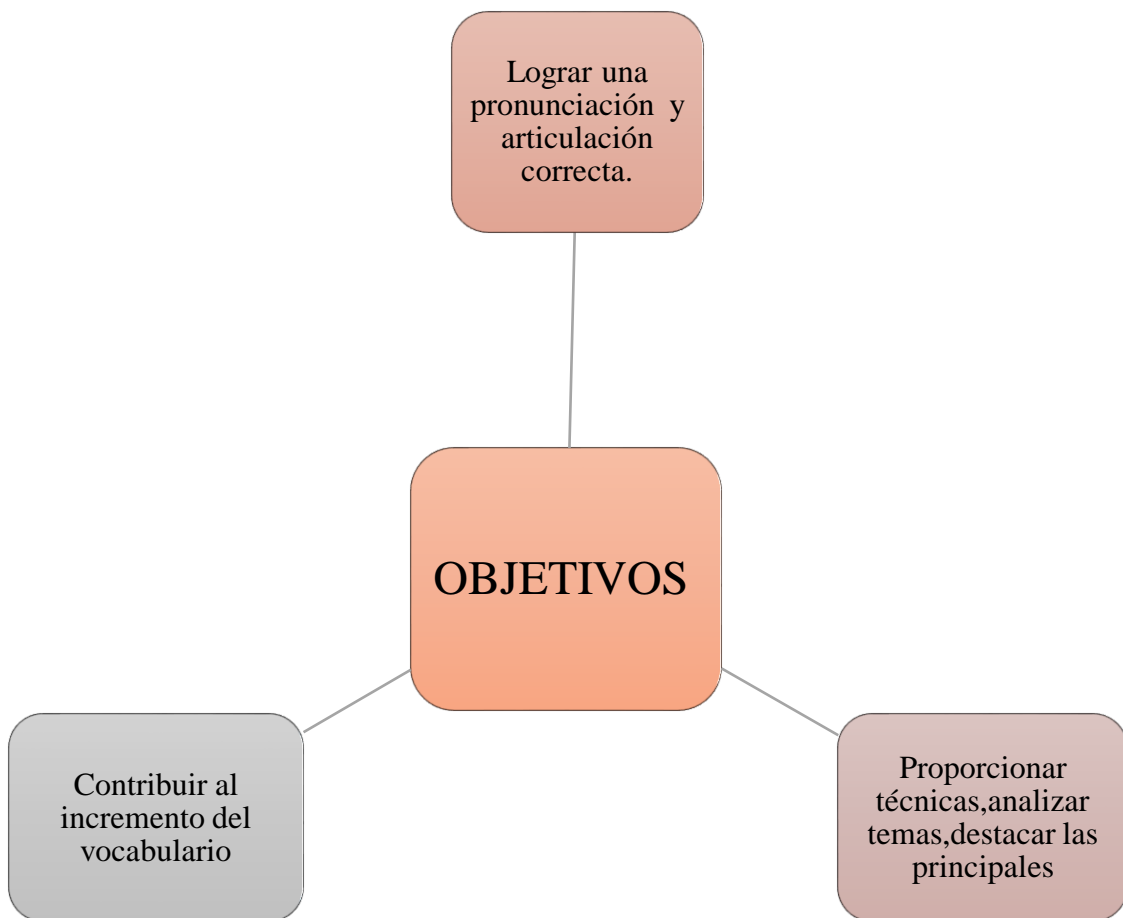 Lograr una
pronunciación y
articulación
correcta.
OBJETIVOS
Contribuir al
incremento del
vocabulario
Proporcionar
técnicas,analizar
temas,destacar las
principales